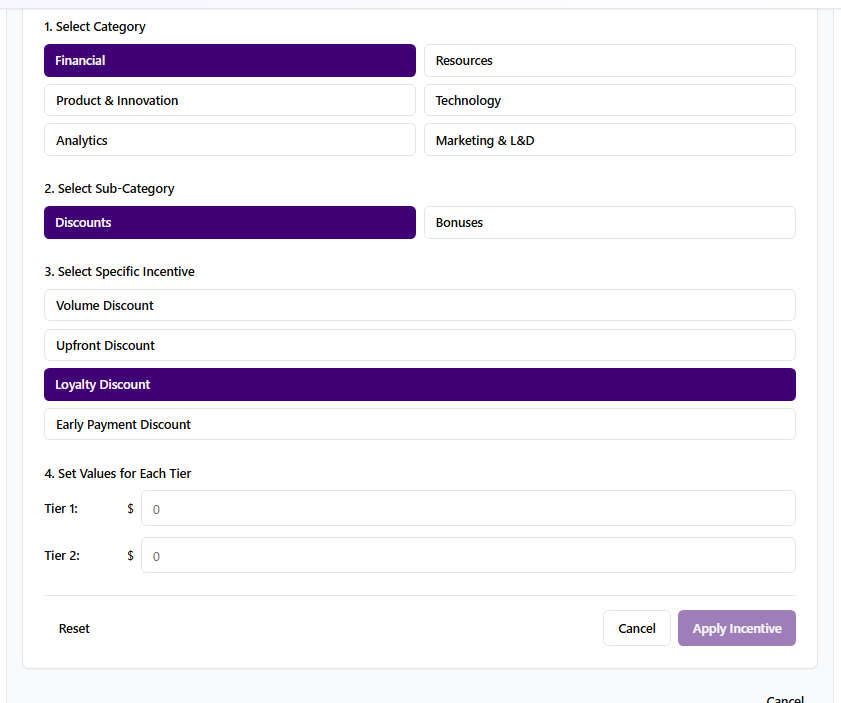 1. Select Category
Financial
Resources
Product & Innovation
Technology
Analytics
Marketing & L&D
2. Select Sub-Category
Discounts
Bonuses
3. Select Specific Incentive
Volume Discount
Upfront Discount
Loyalty Discount
Early Payment Discount
4. Set Values for Each Tier
Tier 1: $ 0
Tier 2: $ 0
Reset Cancel Apply Incentive
Cancel